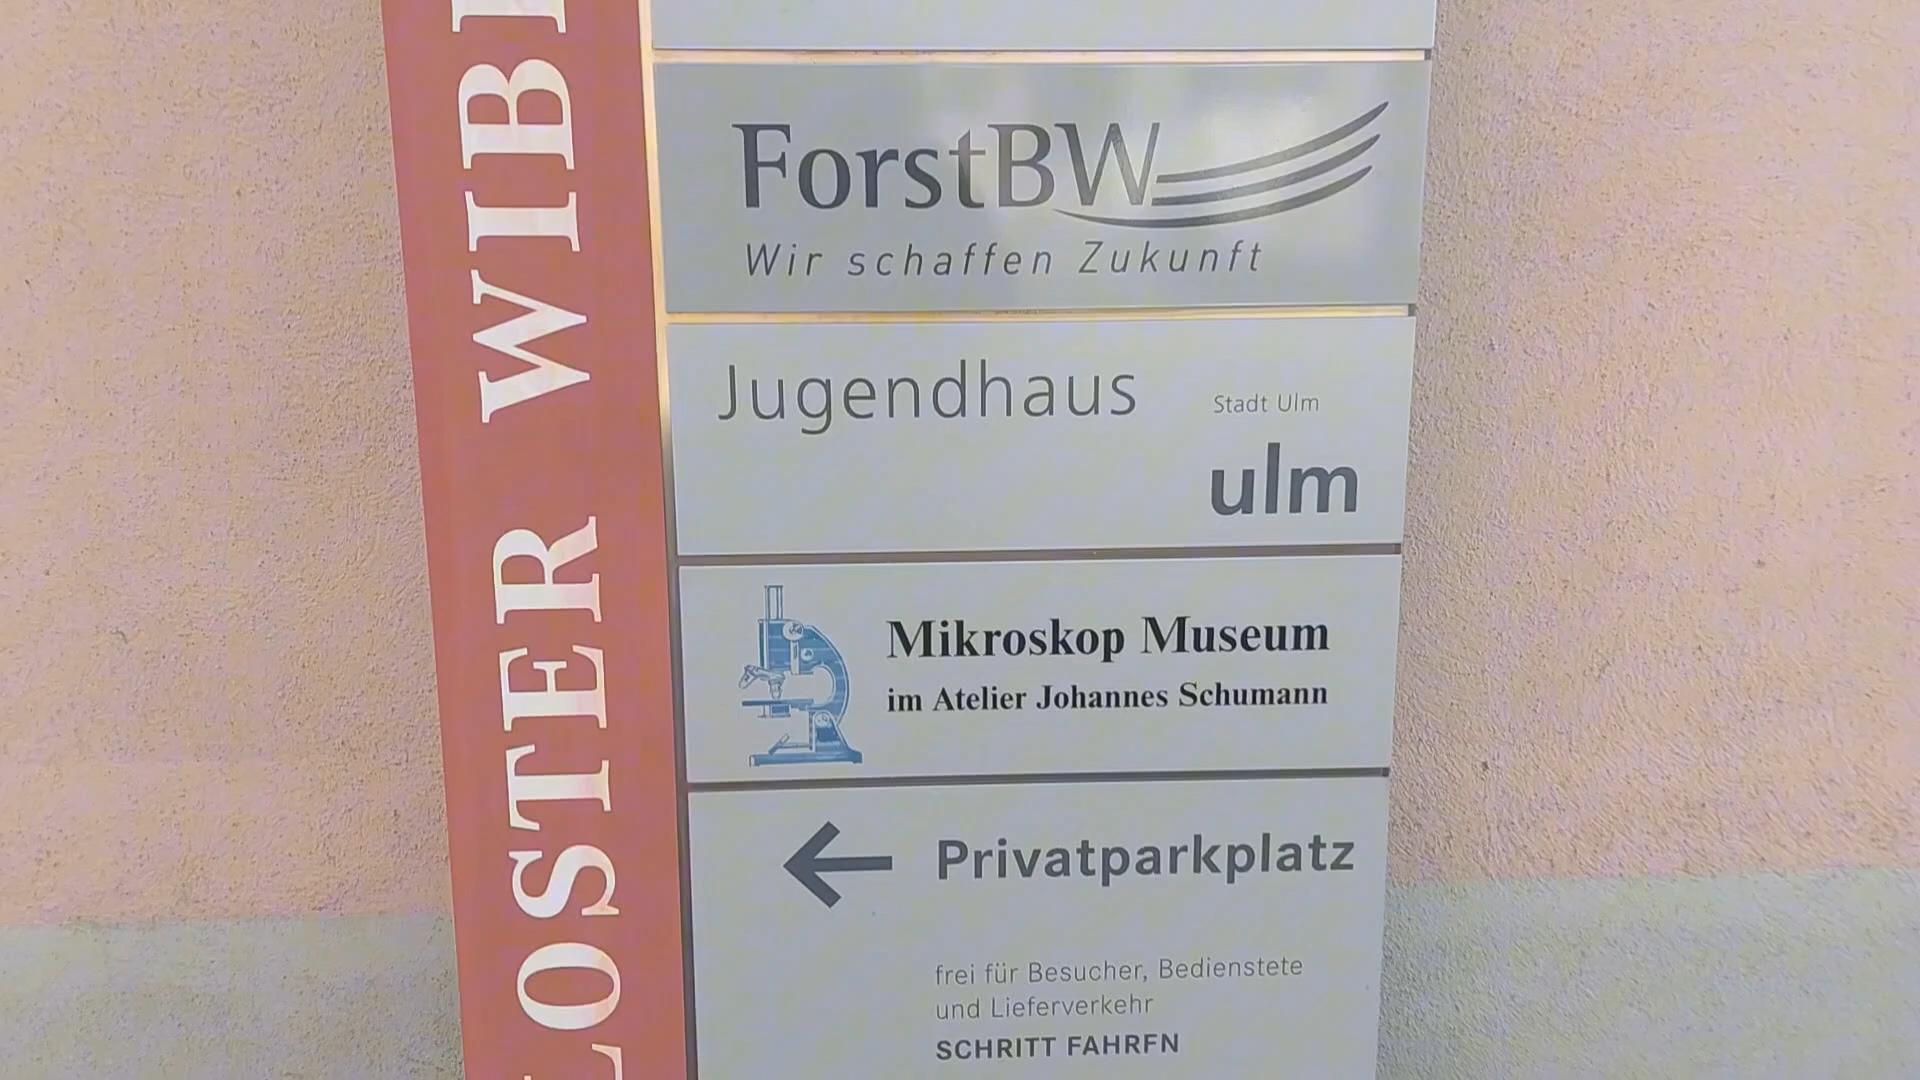 LOSTER WIB
ForstBW
Wir schaffen Zukunft
Jugendhaus
Stadt Ulm
ulm
Mikroskop Museum
im Atelier Johannes Schumann
Privatparkplatz
frei für Besucher, Bedienstete
und Lieferverkehr
SCHRITT FAHREN